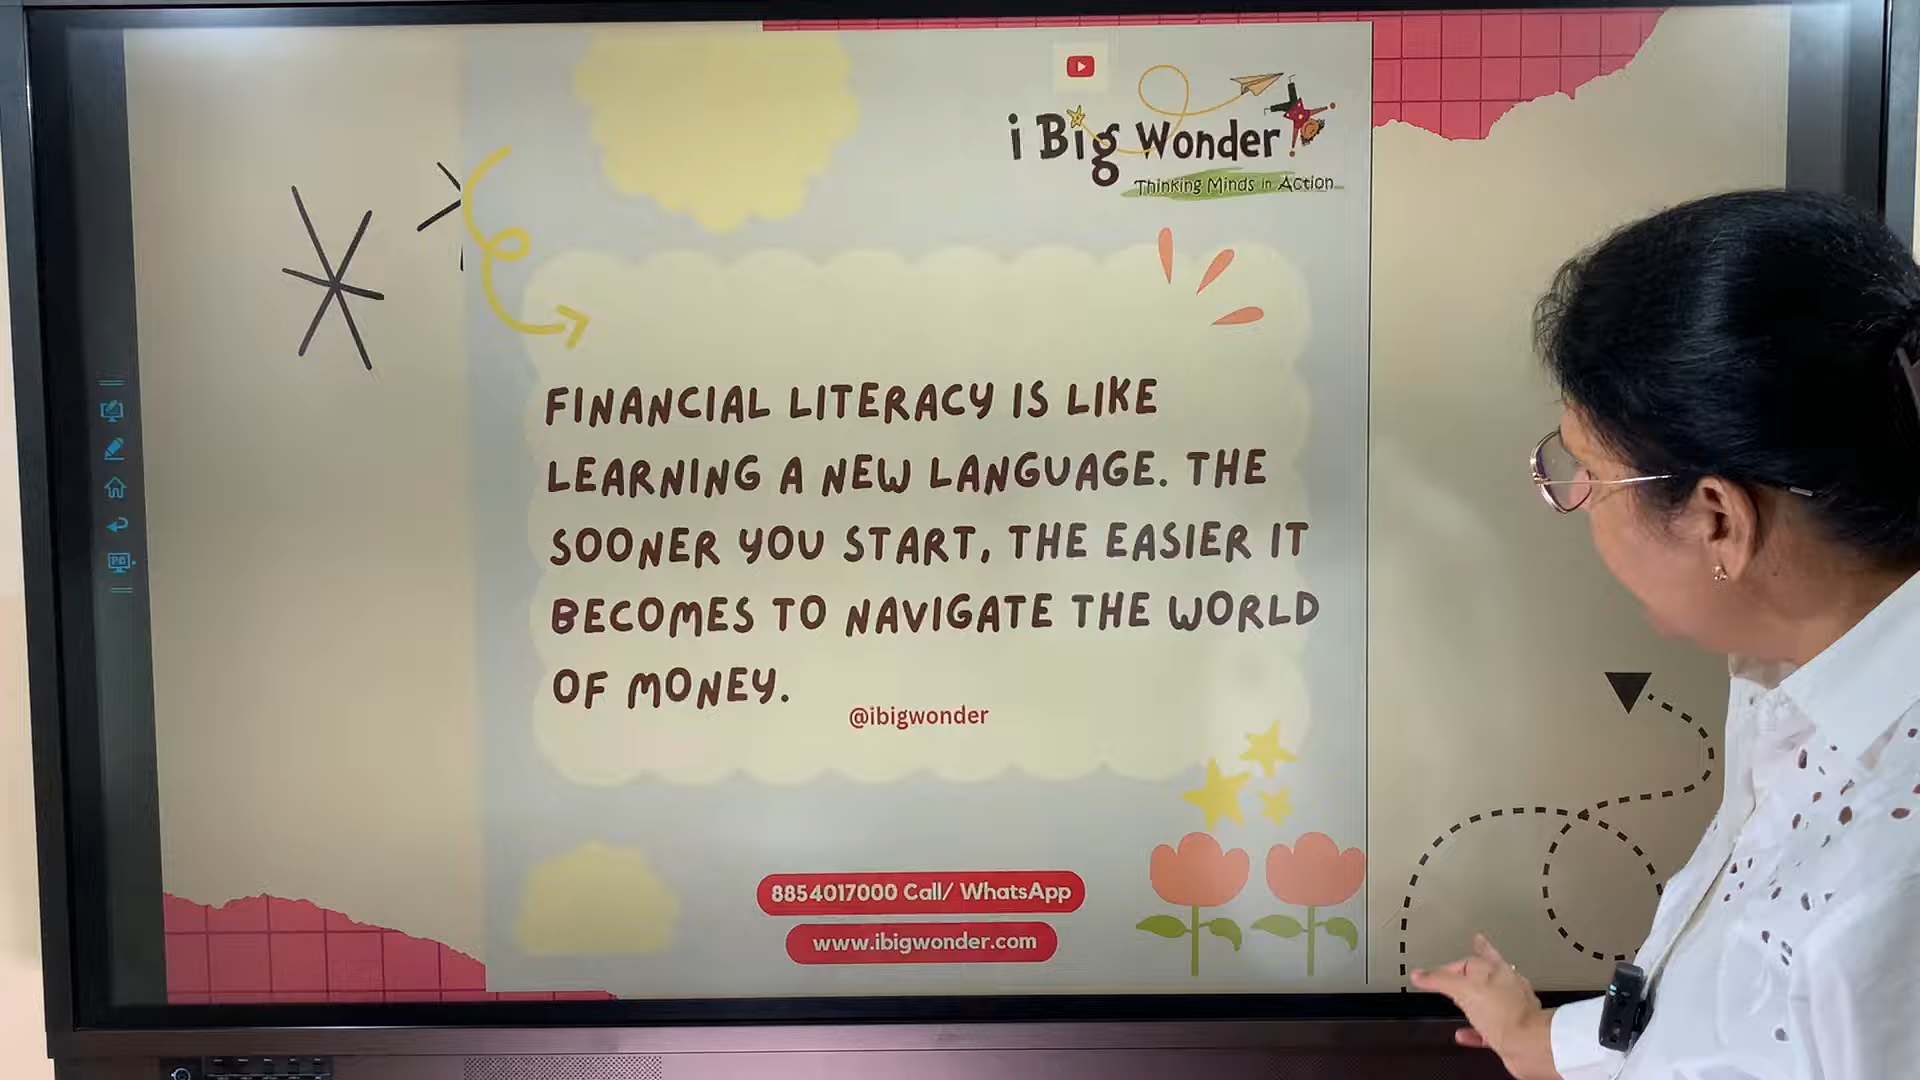 i Big Wonder!
Thinking Minds in Action
FINANCIAL LITERACY IS LIKE
LEARNING A NEW LANGUAGE. THE
SOONER YOU START, THE EASIER IT
BECOMES TO NAVIGATE THE WORLD
OF MONEY.
@ibigwonder
8854017000 Call/ WhatsApp
www.ibigwonder.com